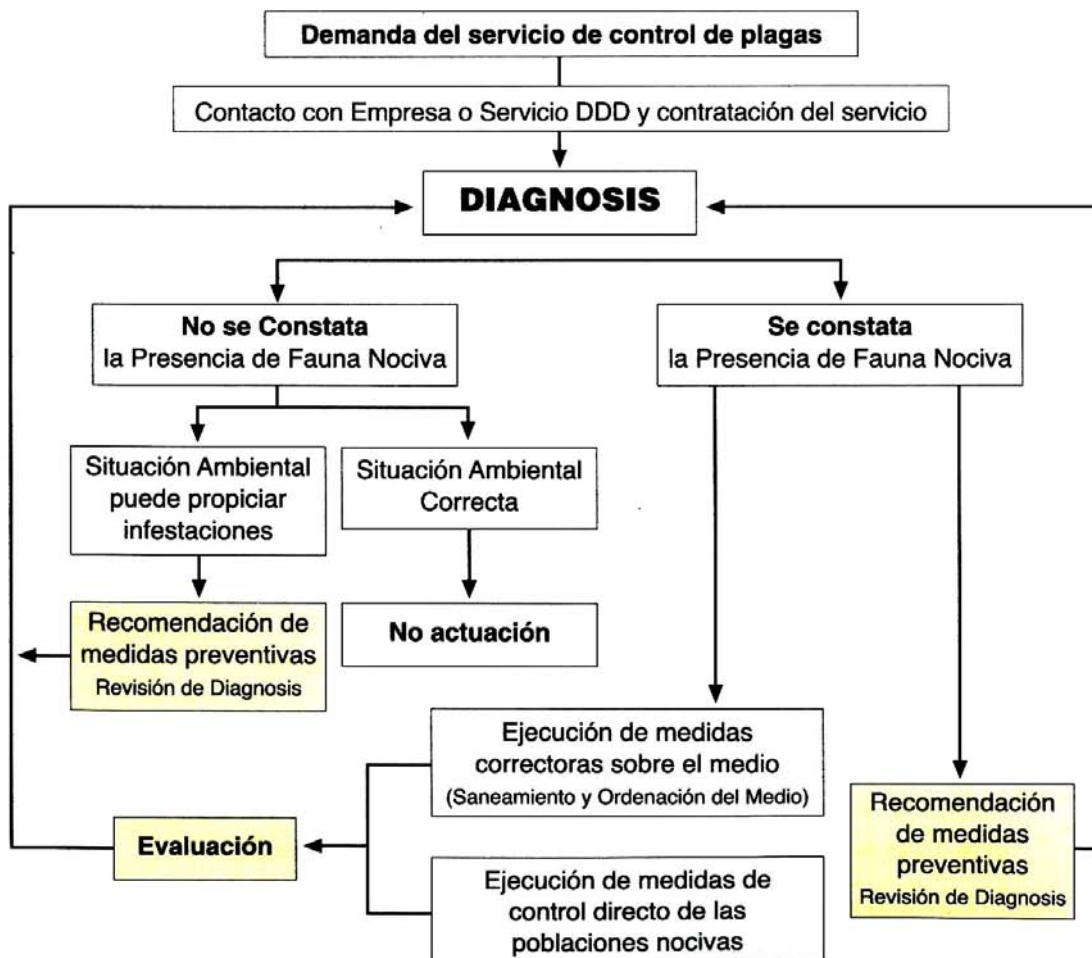 Demanda del servicio de control de plagas
Contacto con Empresa o Servicio DDD y contratación del servicio
DIAGNOSIS
No se Constata
la Presencia de Fauna Nociva
Se constata
la Presencia de Fauna Nociva
Situación Ambiental
puede propiciar
infestaciones
Situación Ambiental
Correcta
Recomendación de
medidas preventivas
Revisión de Diagnosis
No actuación
Ejecución de medidas
correctoras sobre el medio
(Saneamiento y Ordenación del Medio)
Evaluación
Ejecución de medidas de
control directo de las
poblaciones nocivas
Recomendación
de medidas
preventivas
Revisión de Diagnosis